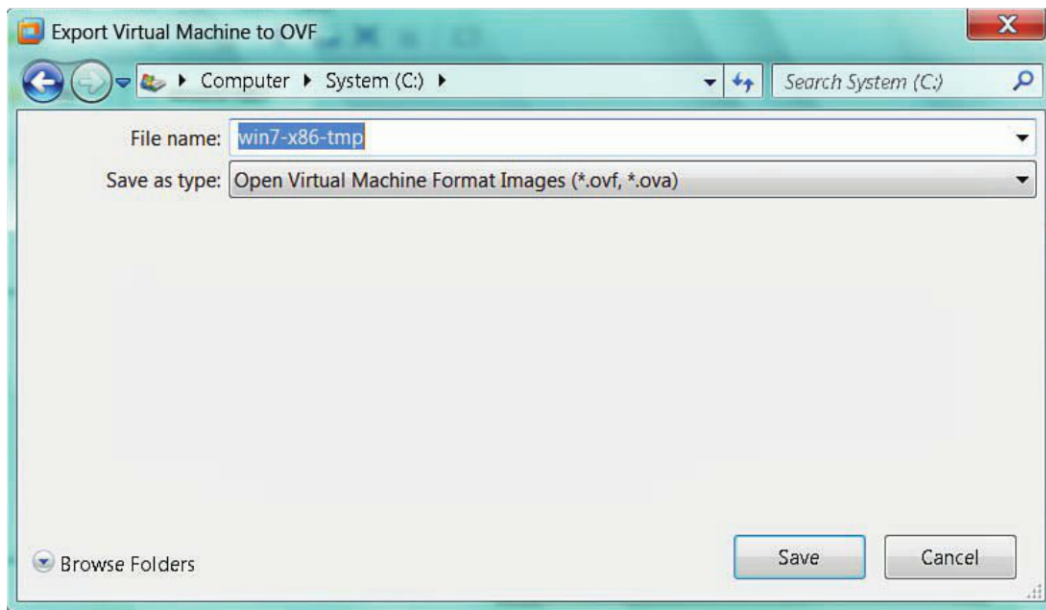 Export Virtual Machine to OVF
Computer System (C:)
Search System (C:)
File name: win7-x86-tmp
Save as type: Open Virtual Machine Format Images (*.ovf, *.ova)
Browse Folders
Save Cancel